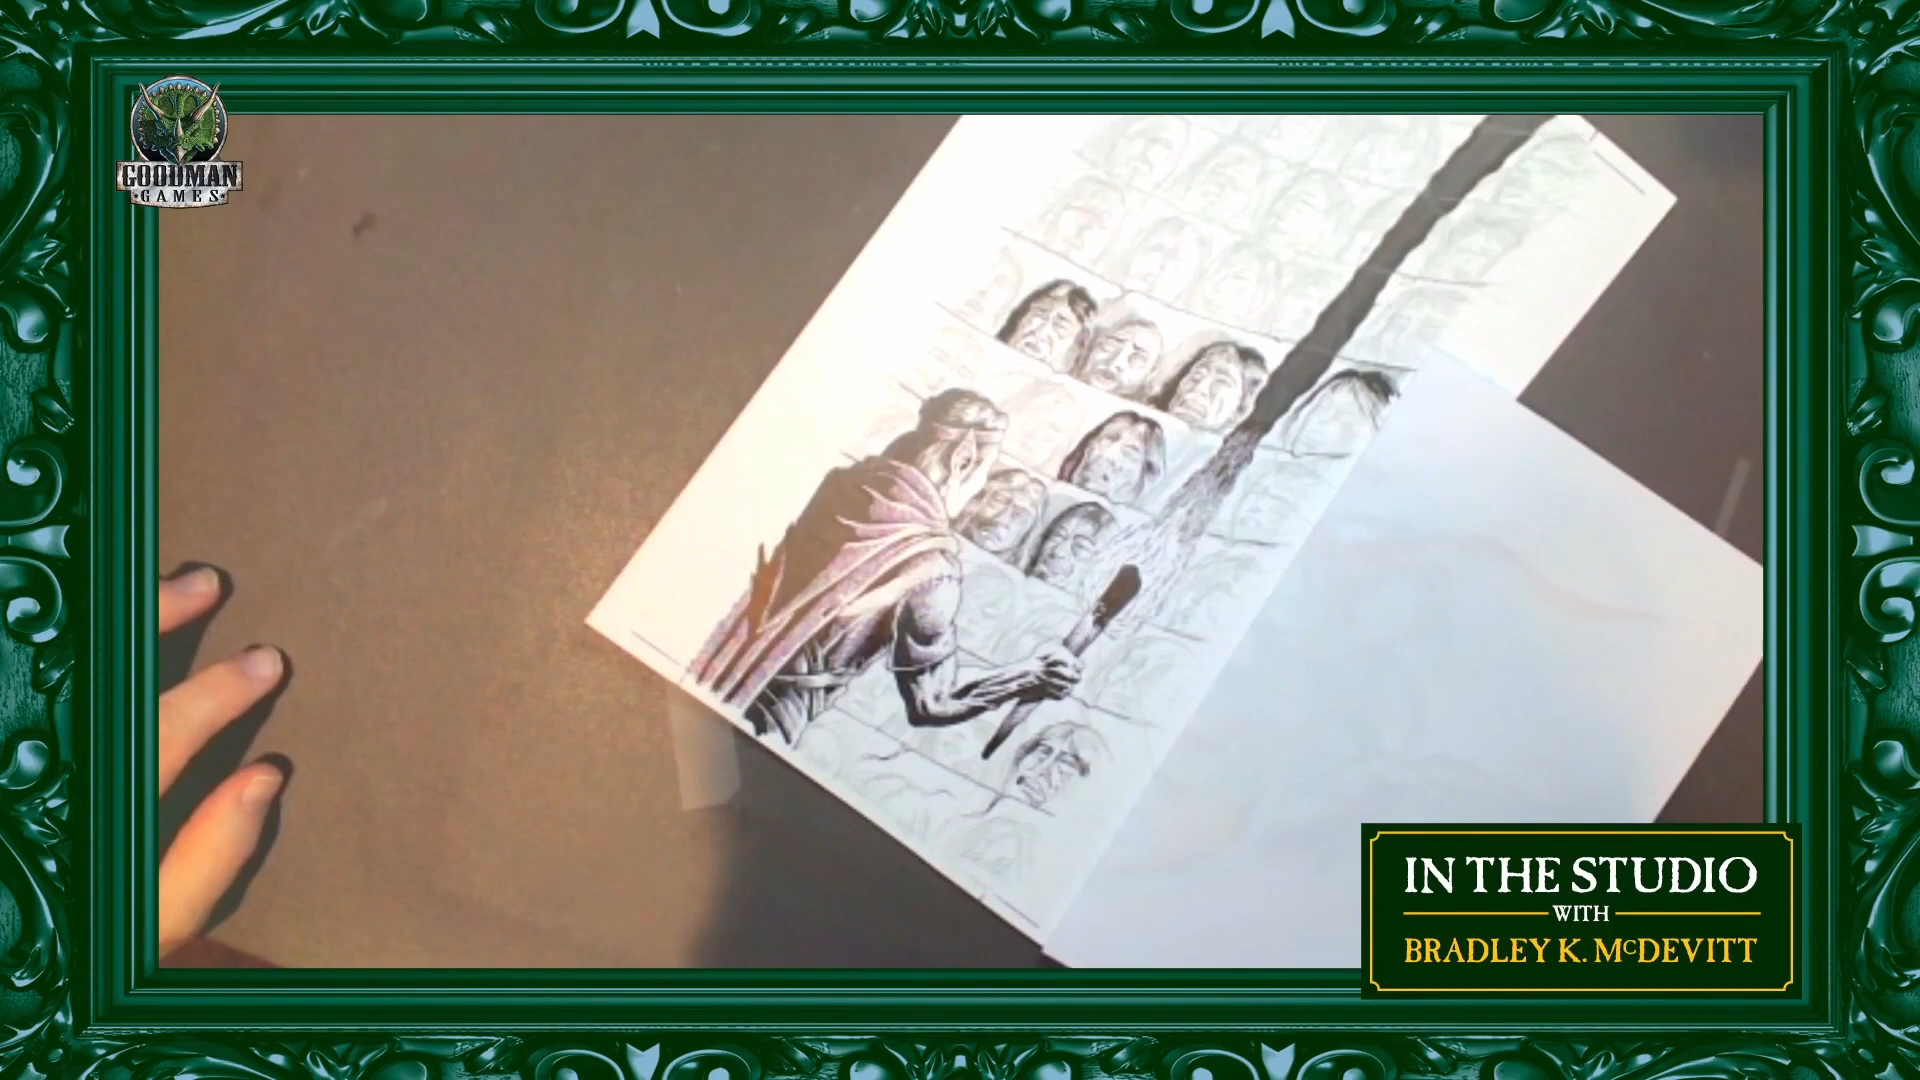 GOODMAN
GAMES
IN THE STUDIO
WITH
BRADLEY K. McDEVITT